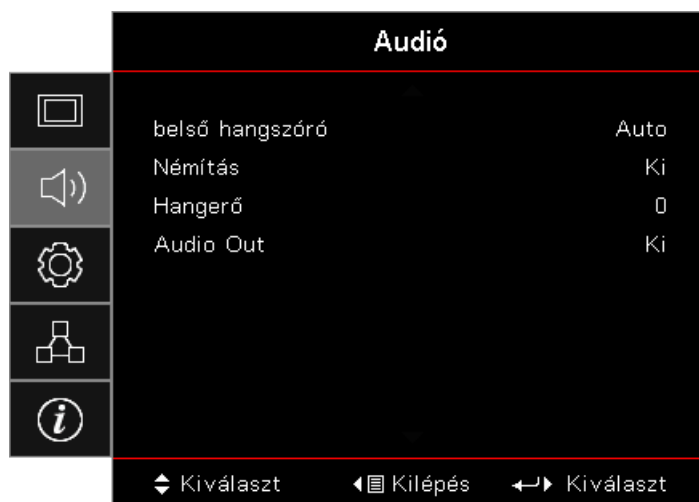 Audió
belső hangszóró Auto
Némítás Ki
Hangerő 0
Audio Out Ki
Kiválaszt Kilépés Kiválaszt